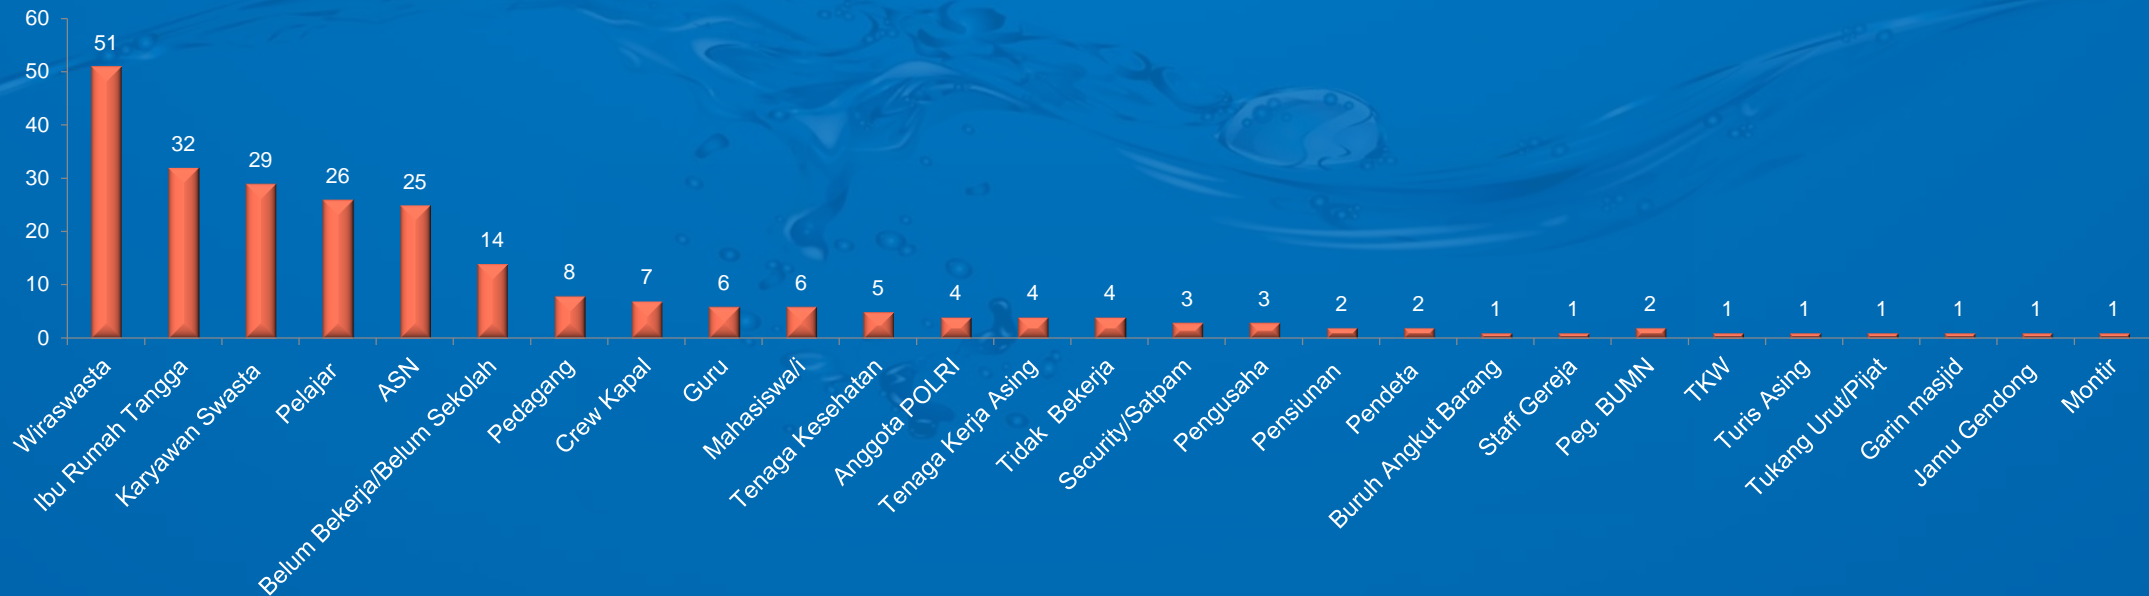 60
50
40
30
20
10
0
51
32
29
26
25
14
8
7
6
6
5
4
4
4
3
3
2
2
1
1
2
1
1
1
1
1
1
Wiraswasta
Ibu Rumah Tangga
Karyawan Swasta
Pelajar
ASN
Belum Bekerja/Belum Sekolah
Pedagang
Crew Kapal
Guru
Mahasiswa/i
Tenaga Kesehatan
Anggota POLRI
Tenaga Kerja Asing
Tidak  Bekerja
Security/Satpam
Pengusaha
Pensiunan
Pendeta
Buruh Angkut Barang
Staff Gereja
Peg. BUMN
TKW
Turis Asing
Tukang Urut/Pijat
Garin masjid
Jamu Gendong
Montir